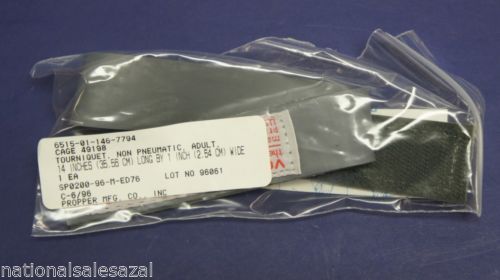 6515-01-146-7794
CAGE 49198
TOURNIQUET, NON PNEUMATIC, ADULT,
14 INCHES (35.56 CM) LONG BY 1 INCH (2.54 CM) WIDE
1 EA
SP0200-96-M-ED76 LOT NO 96061
C-6/96
PROPPER MFG. CO., INC
nationalsalesazal